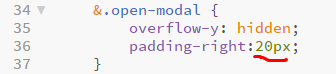 34 ▼ &.open-modal {
35 overflow-y: hidden;
36 padding-right:20px;
37 }